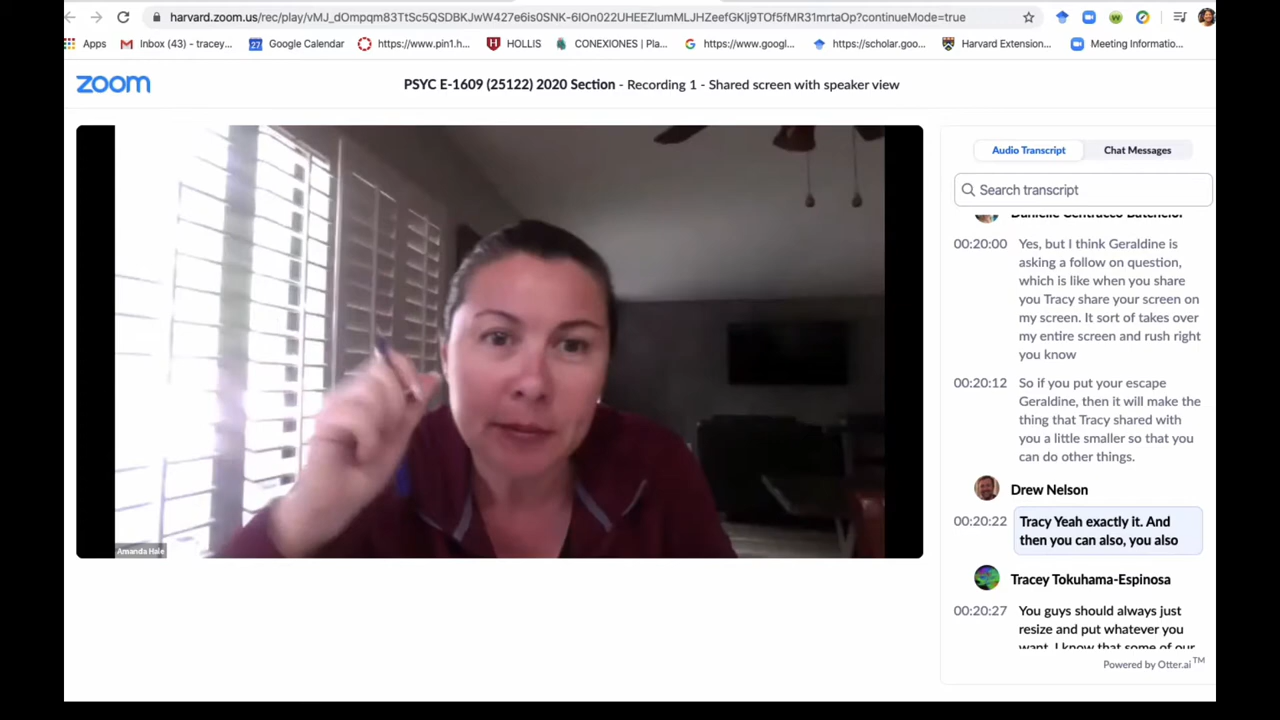 harvard.zoom.us/rec/play/vMJ_dOmpqm83TtSc5QSDBKJwW427e6is0SNK-6IOn022UHEEZlumMLJHZeefGKlj9TOf5fMR31mrtaOp?continueMode=true
Apps Inbox (43) - tracey... 27 Google Calendar https://www.pin1.h... HOLLIS CONEXIONES | Pla... G https://www.googl... https://scholar.goo... Harvard Extension... Meeting Informatio...
zoom
PSYC E-1609 (25122) 2020 Section - Recording 1 - Shared screen with speaker view
Amanda Hale
Audio Transcript Chat Messages
Search transcript
00:20:00 Yes, but I think Geraldine is
asking a follow on question,
which is like when you share
you Tracy share your screen on
my screen. It sort of takes over
my entire screen and rush right
you know
00:20:12 So if you put your escape
Geraldine, then it will make the
thing that Tracy shared with
you a little smaller so that you
can do other things.
Drew Nelson
00:20:22 Tracy Yeah exactly it. And
then you can also, you also
Tracey Tokuhama-Espinosa
00:20:27 You guys should always just
resize and put whatever you
want. I know that some of our
Powered by Otter.ai™